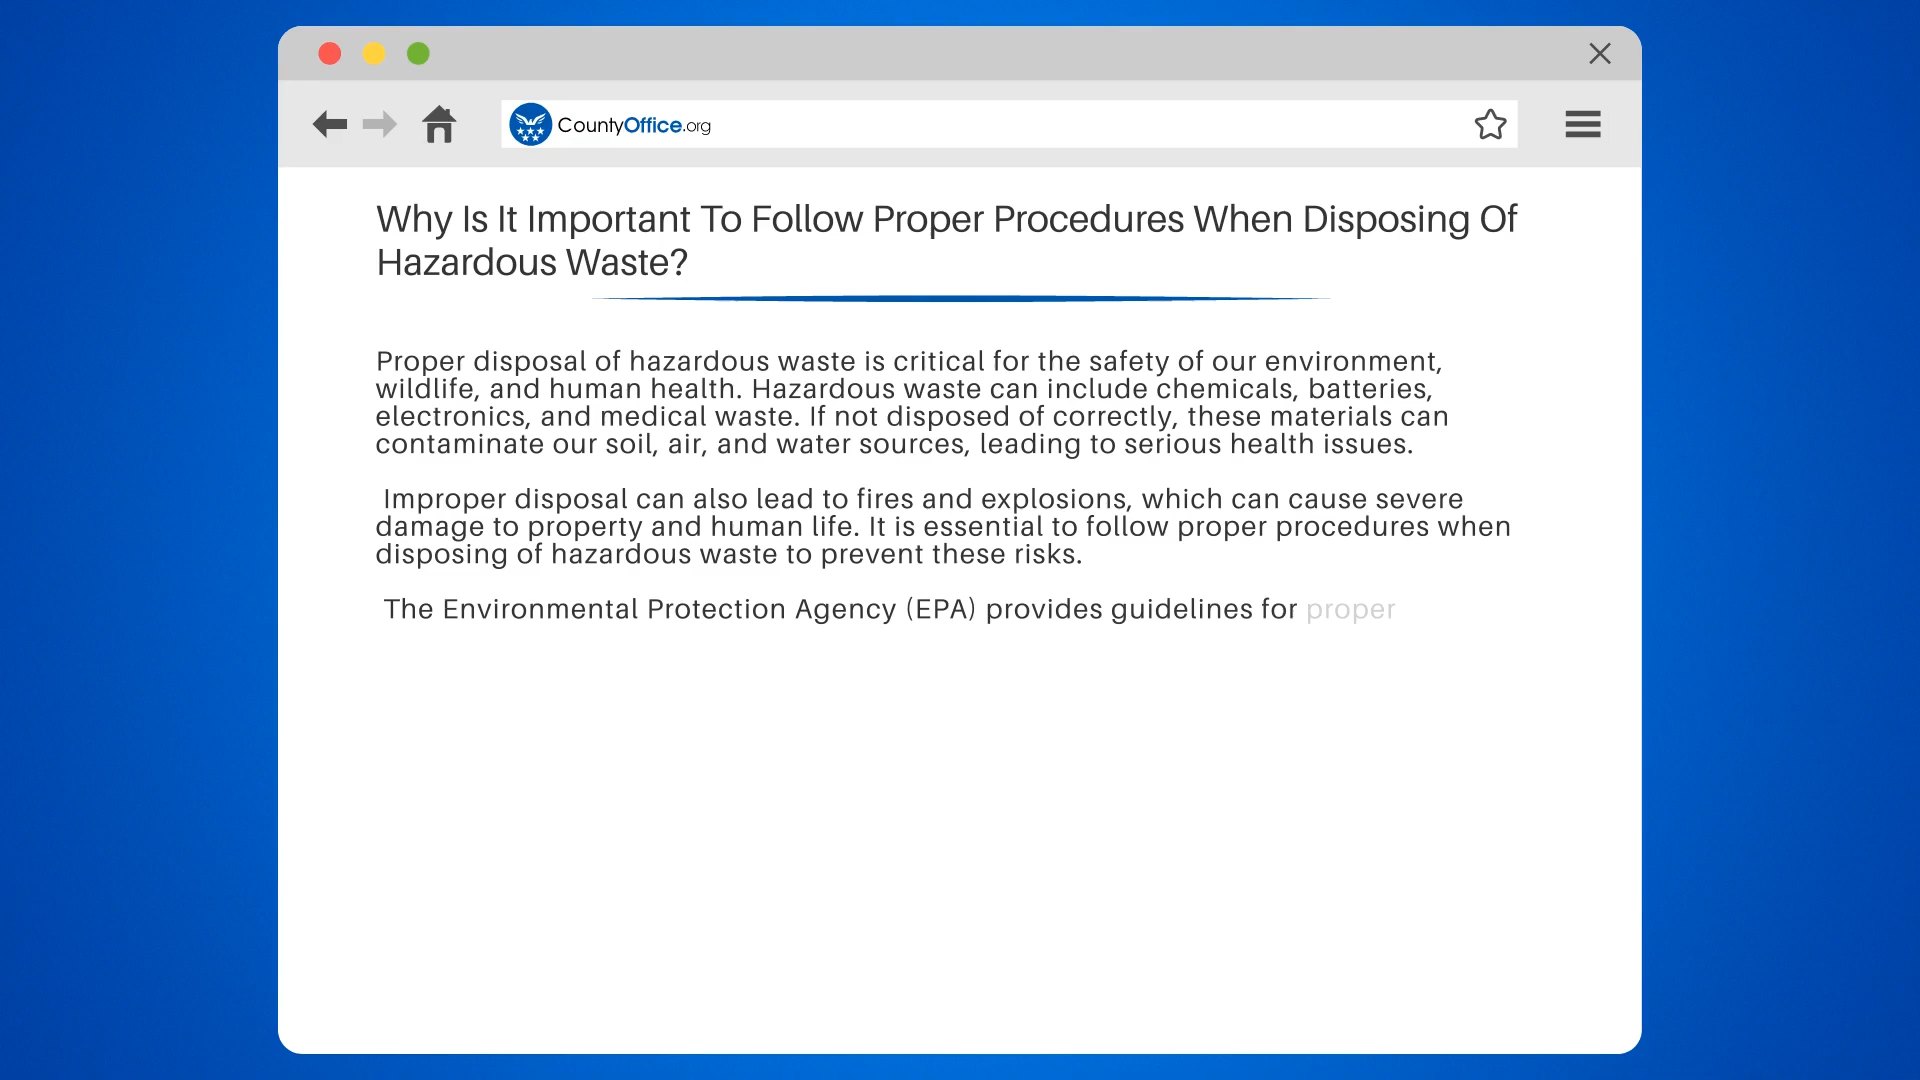 CountyOffice.org
Why Is It Important To Follow Proper Procedures When Disposing Of
Hazardous Waste?
Proper disposal of hazardous waste is critical for the safety of our environment,
wildlife, and human health. Hazardous waste can include chemicals, batteries,
electronics, and medical waste. If not disposed of correctly, these materials can
contaminate our soil, air, and water sources, leading to serious health issues.
Improper disposal can also lead to fires and explosions, which can cause severe
damage to property and human life. It is essential to follow proper procedures when
disposing of hazardous waste to prevent these risks.
The Environmental Protection Agency (EPA) provides guidelines for proper